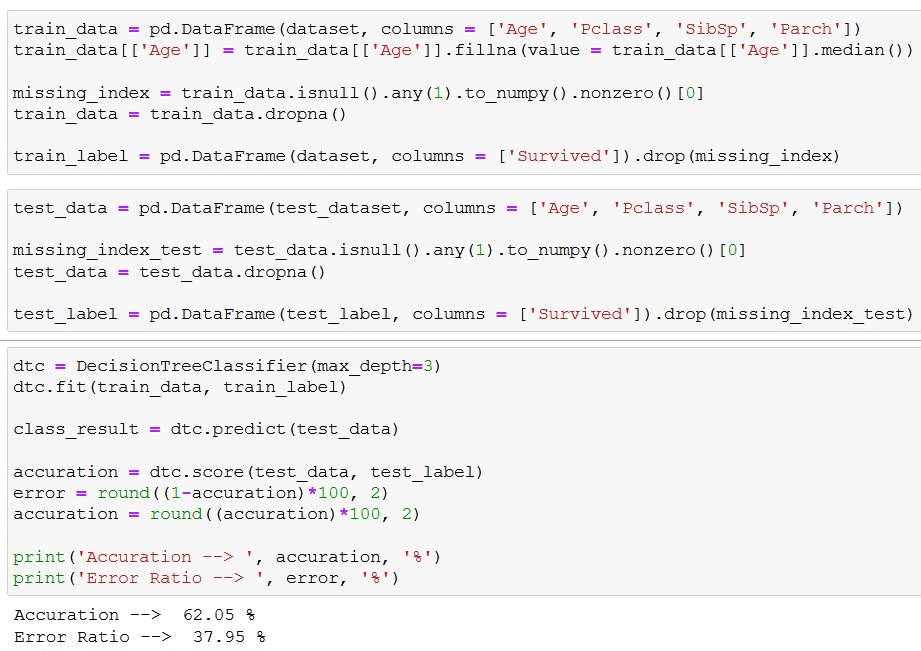 train_data = pd.DataFrame(dataset, columns = ['Age', 'Pclass', 'SibSp', 'Parch'])
train_data[['Age']] = train_data[['Age']].fillna(value = train_data[['Age']].median())
missing_index = train_data.isnull().any(1).to_numpy().nonzero()[0]
train_data = train_data.dropna()
train_label = pd.DataFrame(dataset, columns = ['Survived']).drop(missing_index)
test_data = pd.DataFrame(test_dataset, columns = ['Age', 'Pclass', 'SibSp', 'Parch'])
missing_index_test = test_data.isnull().any(1).to_numpy().nonzero()[0]
test_data = test_data.dropna()
test_label = pd.DataFrame(test_label, columns = ['Survived']).drop(missing_index_test)
dtc = DecisionTreeClassifier(max_depth=3)
dtc.fit(train_data, train_label)
class_result = dtc.predict(test_data)
accuration = dtc.score(test_data, test_label)
error = round((1-accuration)*100, 2)
accuration = round((accuration)*100, 2)
print('Accuration --> ', accuration, '%')
print('Error Ratio --> ', error, '%')
Accuration -->  62.05 %
Error Ratio -->  37.95 %